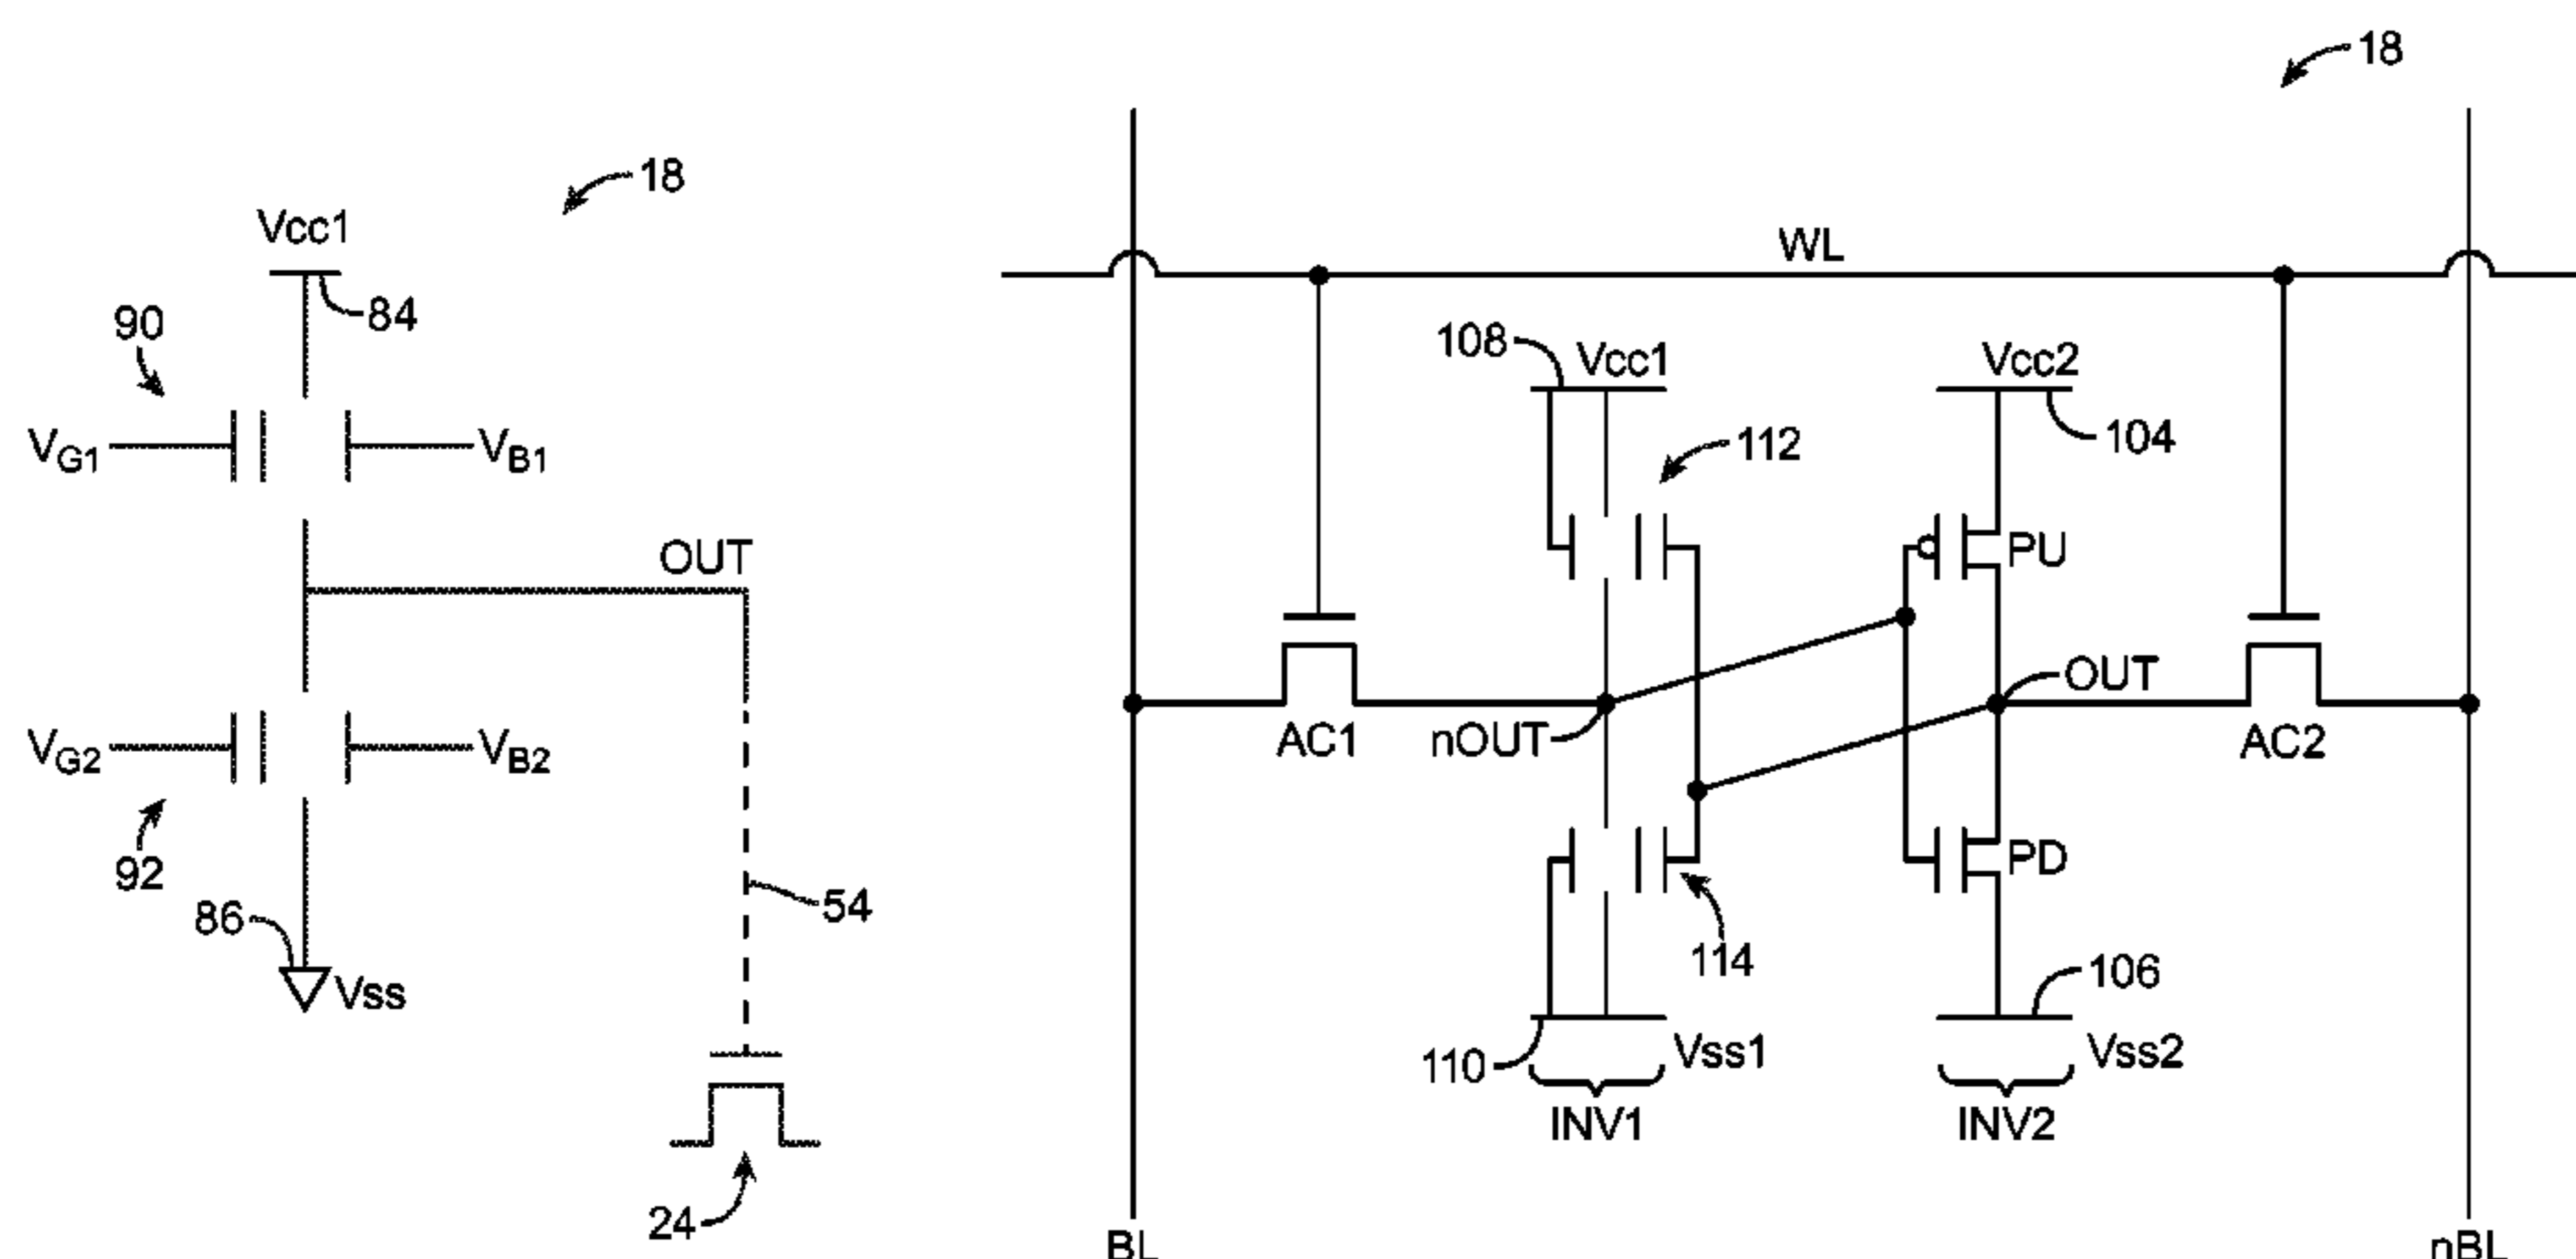 18
Vcc1
84
90
VG1
VB1
OUT
VG2
VB2
92
86
Vss
54
24
18
WL
108
Vcc1
Vcc2
112
104
PU
OUT
AC1
nOUT
AC2
PD
114
106
110
Vss1
Vss2
INV1
INV2
BL
nBL